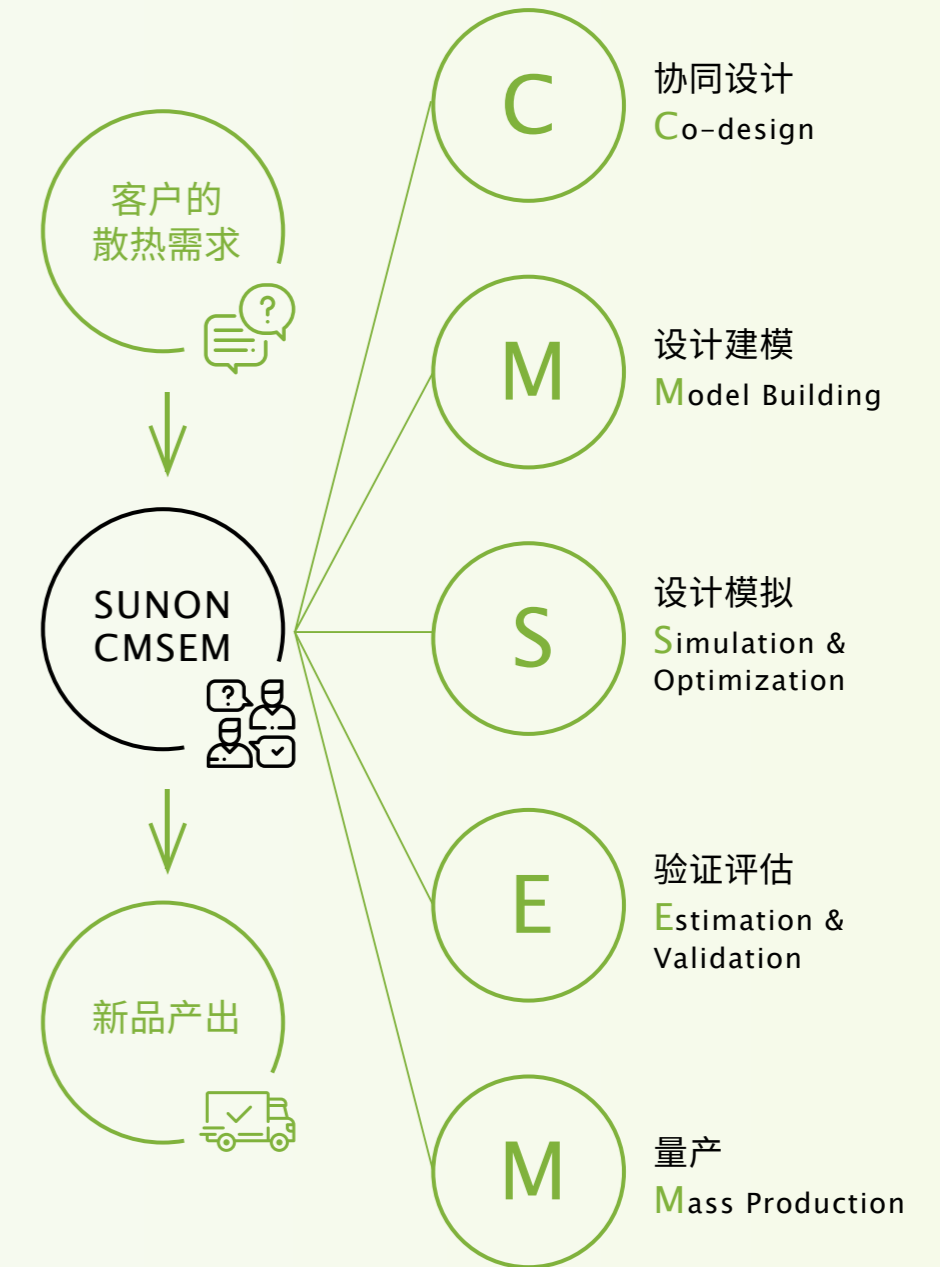 客户的
散热需求
?
SUNON
CMSEM
?
新品产出
C
协同设计
Co-design
M
设计建模
Model Building
S
设计模拟
Simulation &
Optimization
E
验证评估
Estimation &
Validation
M
量产
Mass Production